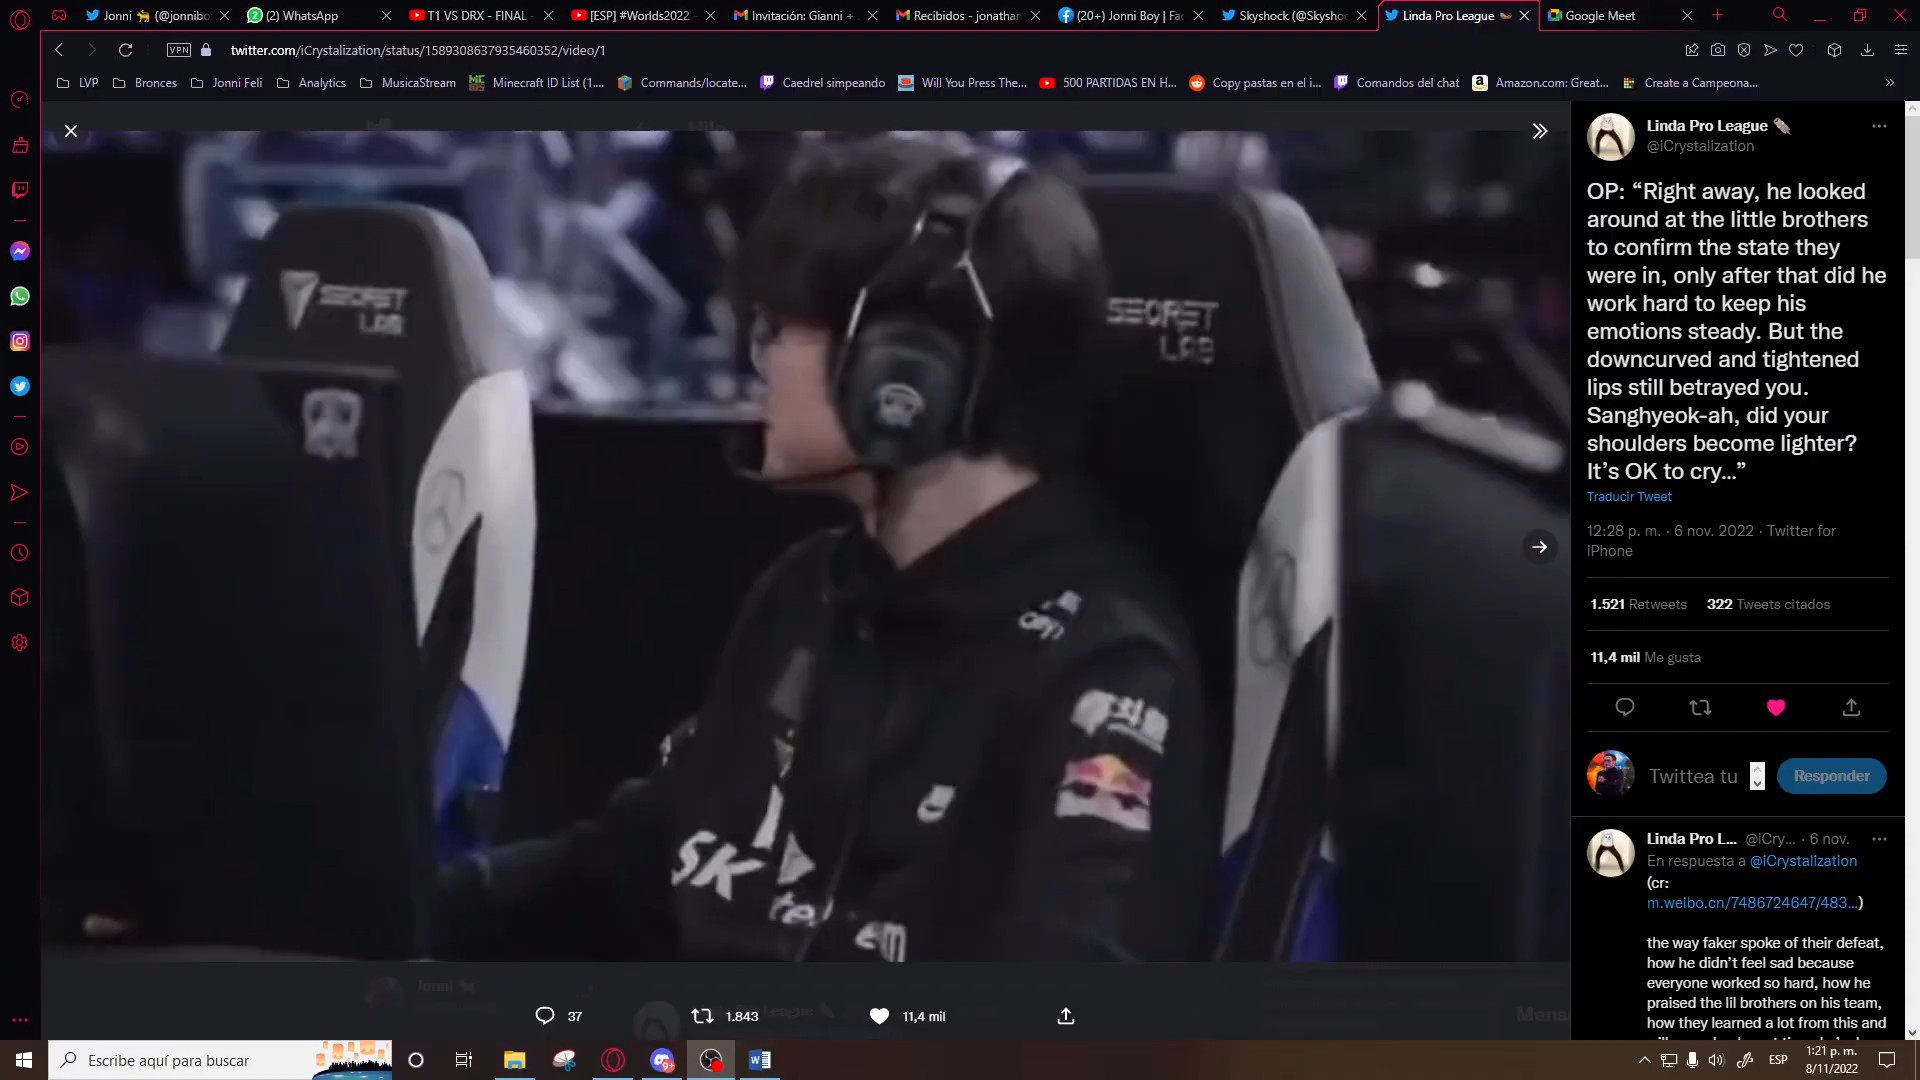 Jonni 🐈 (@jonnibo
(2) WhatsApp
T1 VS DRX - FINAL -
[ESP] #Worlds2022 -
Invitación: Gianni +
Recibidos - jonathan
(20+) Jonni Boy | Fac
Skyshock (@Skyshoc
Linda Pro League
Google Meet
VPN
twitter.com/iCrystalization/status/1589308637935460352/video/1
LVP
Bronces
Jonni Feli
Analytics
MusicaStream
Minecraft ID List (1....
Commands/locate...
Caedrel simpeando
Will You Press The...
500 PARTIDAS EN H...
Copy pastas en el i...
Comandos del chat
Amazon.com: Great...
Create a Campeona...
SECRET
LAB
SECRET
LAB
SK
Linda Pro League
@iCrystalization
OP: “Right away, he looked
around at the little brothers
to confirm the state they
were in, only after that did he
work hard to keep his
emotions steady. But the
downcurved and tightened
lips still betrayed you.
Sanghyeok-ah, did your
shoulders become lighter?
It’s OK to cry...”
Traducir Tweet
12:28 p. m. · 6 nov. 2022 · Twitter for
iPhone
1.521 Retweets 322 Tweets citados
11,4 mil Me gusta
Twittea tu
Responder
Linda Pro L... @iCry... · 6 nov.
En respuesta a @iCrystalization
(cr:
m.weibo.cn/7486724647/483...)
the way faker spoke of their defeat,
how he didn’t feel sad because
everyone worked so hard, how he
praised the lil brothers on his team,
how they learned a lot from this and
37
1.843
11,4 mil
Escribe aquí para buscar
9+
ESP
1:21 p. m.
8/11/2022